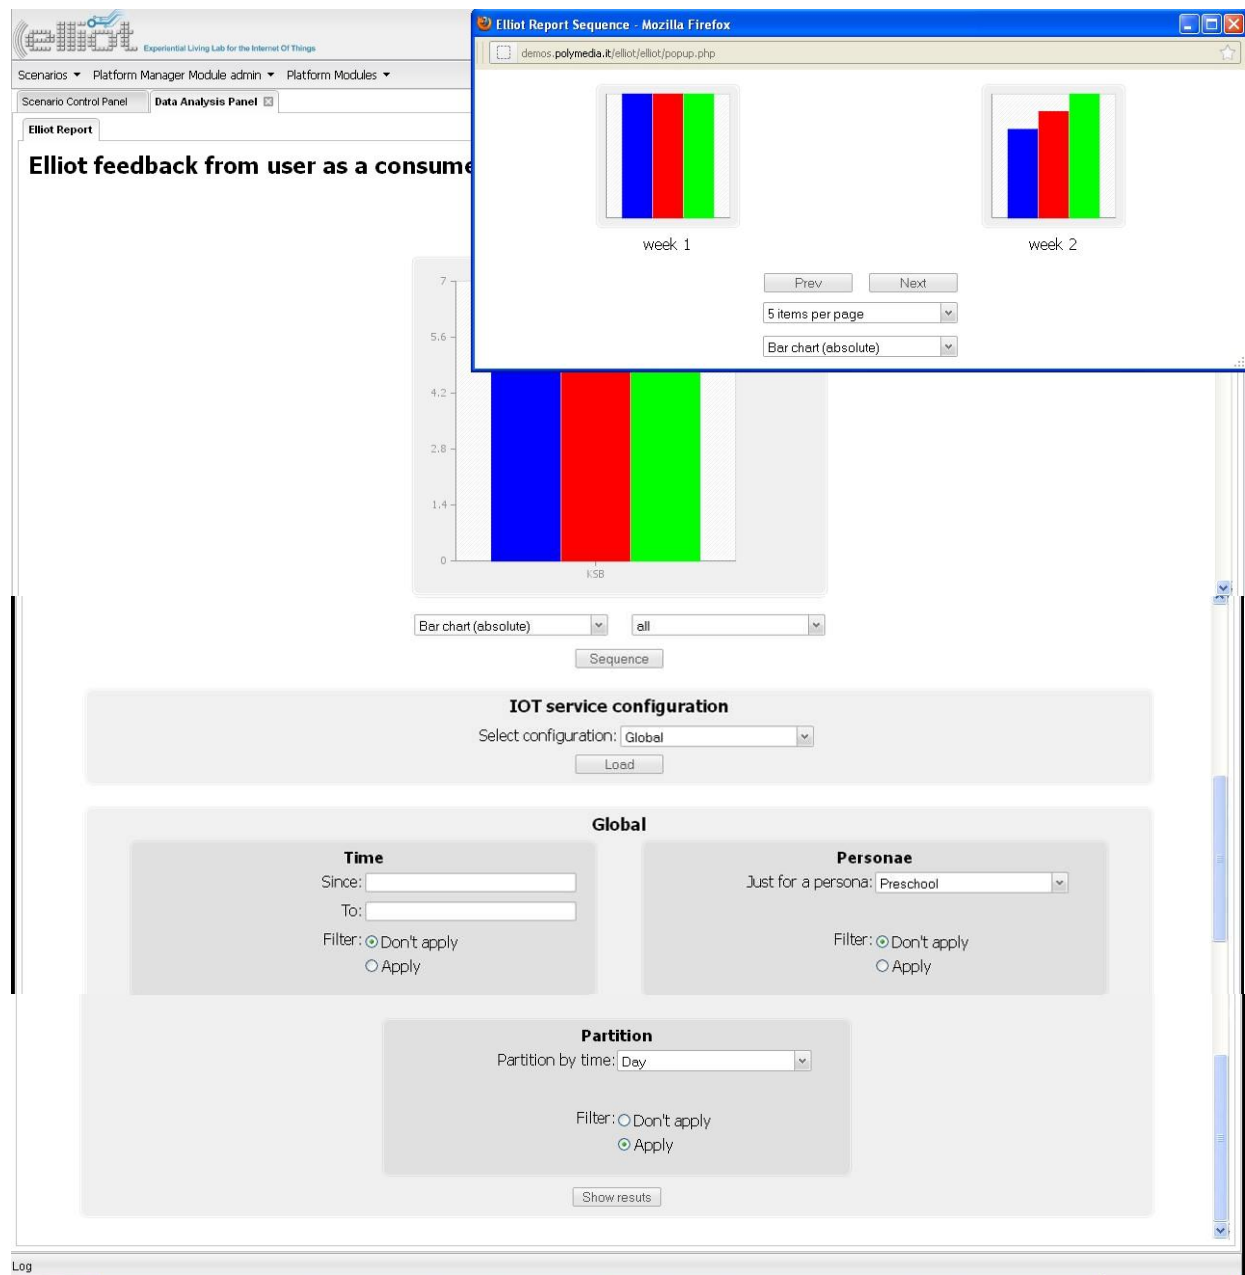 elliot Experiential Living Lab for the Internet Of Things
Elliot Report Sequence - Mozilla Firefox
demos.polymedia.it/elliot/elliot/popup.php
Scenarios Platform Manager Module admin Platform Modules
Scenario Control Panel Data Analysis Panel
Elliot Report
Elliot feedback from user as a consume
week 1 week 2
Prev Next
5 items per page
Bar chart (absolute)
7
5.6
4.2
2.8
1.4
0
KSB
Bar chart (absolute) all
Sequence
IOT service configuration
Select configuration: Global
Load
Global
Time
Since:
To:
Filter: Don't apply
Apply
Personae
Just for a persona: Preschool
Filter: Don't apply
Apply
Partition
Partition by time: Day
Filter: Don't apply
Apply
Show resuts
Log